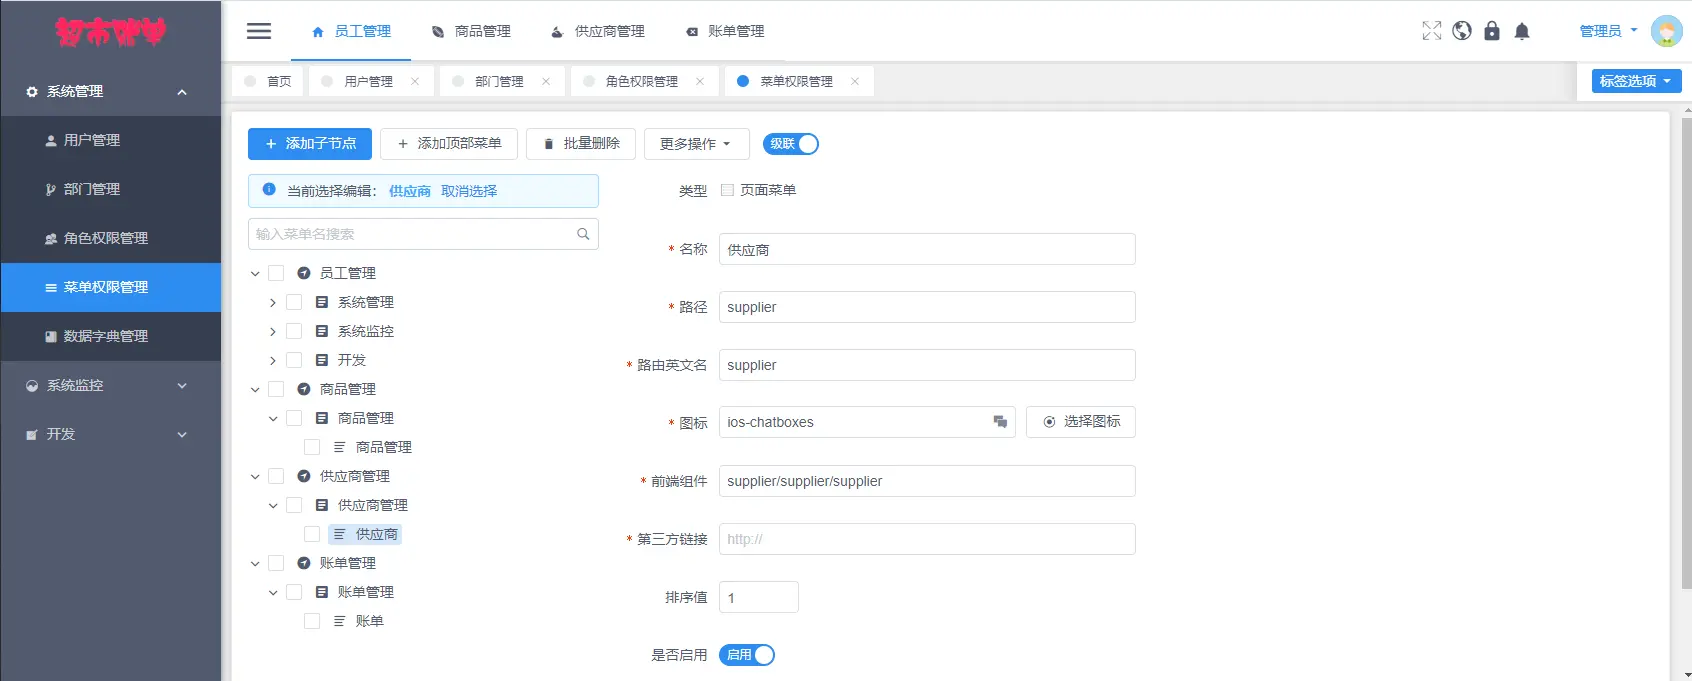 超市账单
员工管理
商品管理
供应商管理
账单管理
管理员
首页
用户管理
部门管理
角色权限管理
菜单权限管理
标签选项
系统管理
用户管理
部门管理
角色权限管理
菜单权限管理
数据字典管理
系统监控
开发
添加子节点
添加顶部菜单
批量删除
更多操作
级联
当前选择编辑： 供应商 取消选择
输入菜单名搜索
员工管理
系统管理
系统监控
开发
商品管理
商品管理
商品管理
供应商管理
供应商管理
供应商
账单管理
账单管理
账单
类型 页面菜单
* 名称 供应商
* 路径 supplier
* 路由英文名 supplier
* 图标 ios-chatboxes 选择图标
* 前端组件 supplier/supplier/supplier
* 第三方链接 http://
排序值 1
是否启用 启用